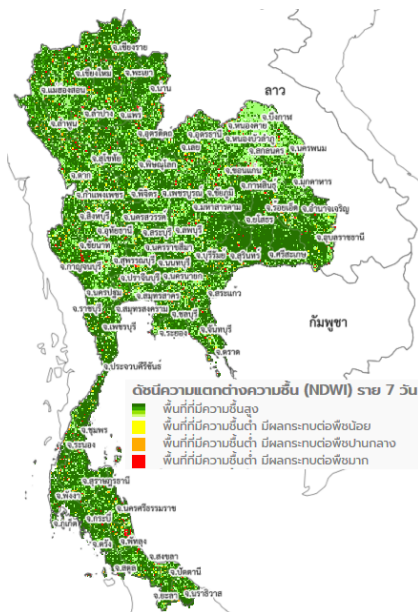 จ.เชียงราย
จ.เชียงใหม่
จ.พะเยา
จ.แม่ฮ่องสอน
จ.น่าน
ลาว
จ.ลำปาง
จ.แพร่
จ.ลำพูน
จ.บึงกาฬ
จ.หนองคาย
จ.อุตรดิตถ์
จ.อุดรธานี
จ.หนองบัวลำภู
จ.เลย
จ.สกลนคร
จ.นครพนม
จ.สุโขทัย
จ.พิษณุโลก
จ.ขอนแก่น
จ.ตาก
จ.กาฬสินธุ์
จ.มุกดาหาร
จ.กำแพงเพชร
จ.พิจิตร
จ.เพชรบูรณ์
จ.ชัยภูมิ
จ.มหาสารคาม
จ.ร้อยเอ็ด
จ.อำนาจเจริญ
จ.สิงห์บุรี
จ.นครสวรรค์
จ.ยโสธร
จ.อุทัยธานี
จ.สระบุรี
จ.ลพบุรี
จ.อุบลราชธานี
จ.ชัยนาท
จ.นครราชสีมา
จ.บุรีรัมย์
จ.สุรินทร์
จ.ศรีสะเกษ
จ.กาญจนบุรี
จ.สุพรรณบุรี
จ.นนทบุรี
จ.ปราจีนบุรี
จ.นครนายก
จ.นครปฐม
จ.สมุทรสาคร
จ.สระแก้ว
จ.ราชบุรี
จ.สมุทรสงคราม
จ.ชลบุรี
จ.เพชรบุรี
จ.ระยอง
จ.จันทบุรี
กัมพูชา
จ.ตราด
จ.ประจวบคีรีขันธ์
ดัชนีความแตกต่างความชื้น (NDWI) ราย 7 วัน
พื้นที่ที่มีความชื้นสูง
พื้นที่ที่มีความชื้นต่ำ มีผลกระทบต่อพืชน้อย
พื้นที่ที่มีความชื้นต่ำ มีผลกระทบต่อพืชปานกลาง
พื้นที่ที่มีความชื้นต่ำ มีผลกระทบต่อพืชมาก
จ.ชุมพร
จ.ระนอง
จ.สุราษฎร์ธานี
จ.พังงา
จ.นครศรีธรรมราช
จ.ภูเก็ต
จ.กระบี่
จ.ตรัง
จ.พัทลุง
จ.สงขลา
จ.สตูล
จ.ปัตตานี
จ.ยะลา
จ.นราธิวาส